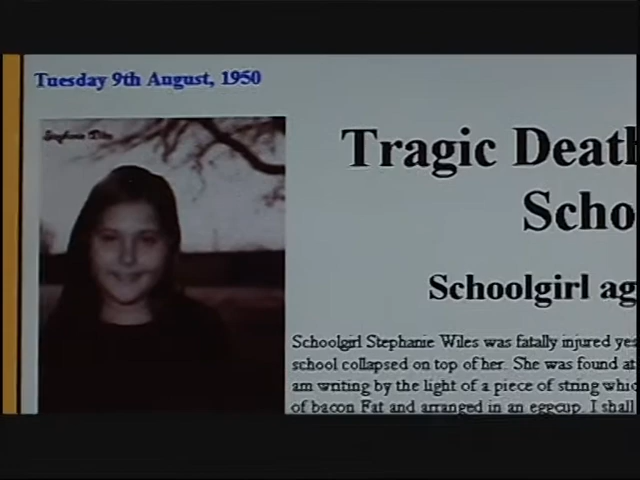 Tuesday 9th August, 1950
Stephanie
Tragic Death
Scho
Schoolgirl ag
Schoolgirl Stephanie Wiles was fatally injured yes
school collapsed on top of her. She was found at
am writing by the light of a piece of string whic
of bacon Fat and arranged in an eggcup. I shall